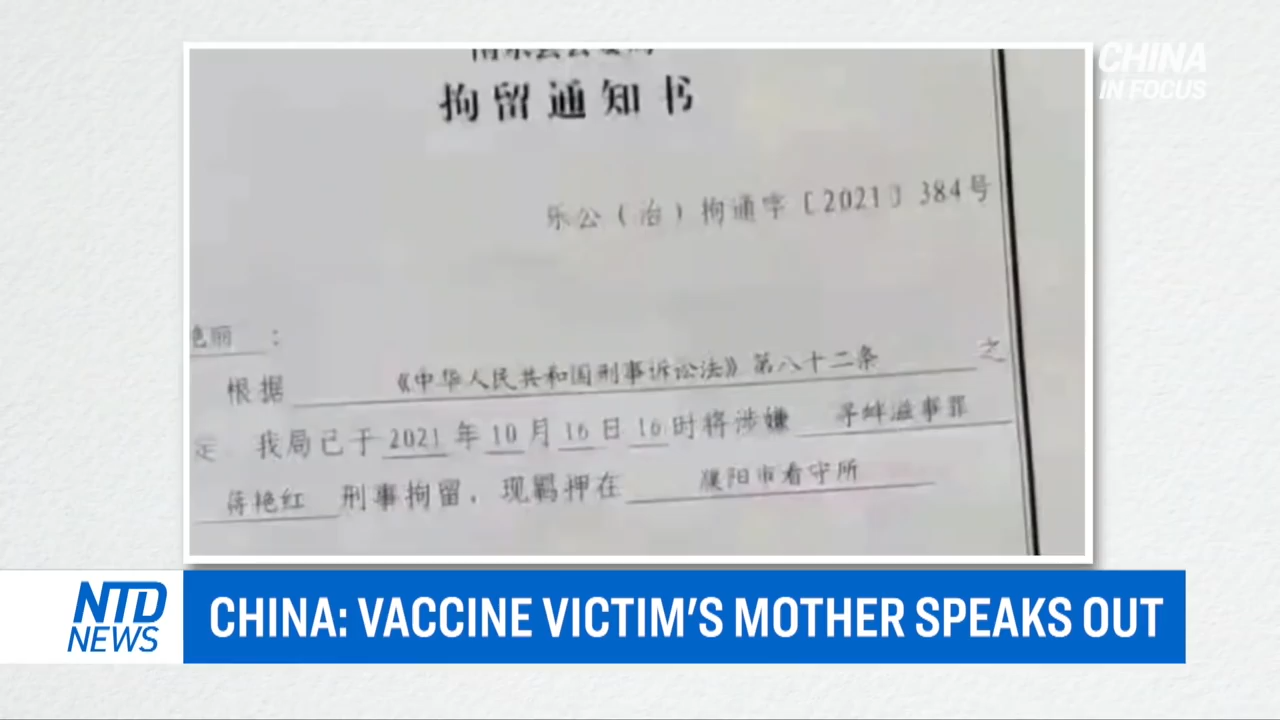 CHINA
IN FOCUS
拘留通知书
乐公（治）拘通字〔2021〕384号
艳丽：
根据《中华人民共和国刑事诉讼法》第八十二条之
定，我局已于2021年10月16日16时将涉嫌寻衅滋事罪
蒋艳红刑事拘留，现羁押在濮阳市看守所
NTD
NEWS
CHINA: VACCINE VICTIM'S MOTHER SPEAKS OUT